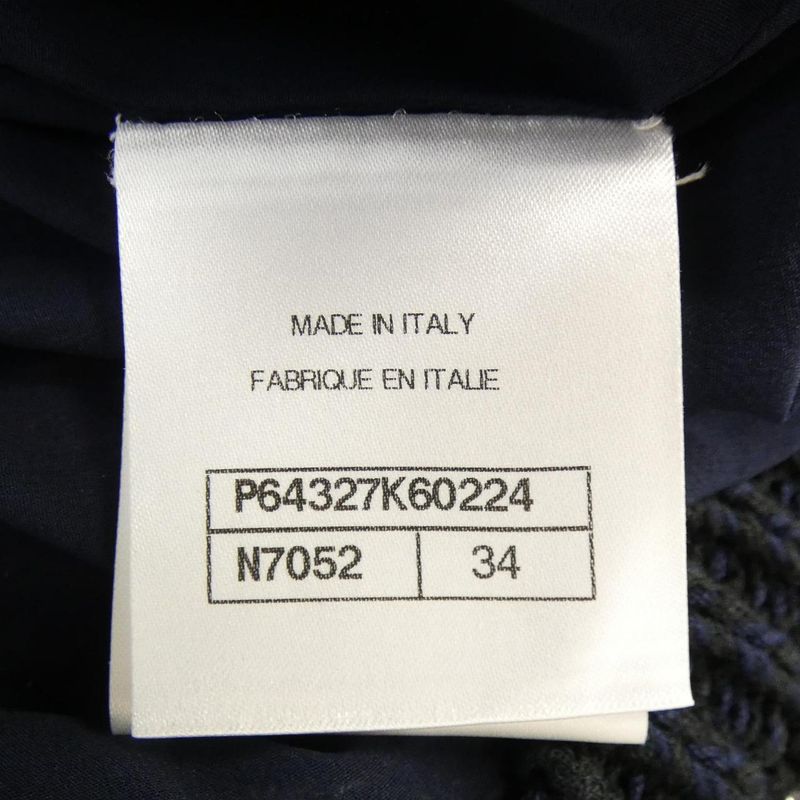 MADE IN ITALY
FABRIQUE EN ITALIE
P64327K60224
N7052 34